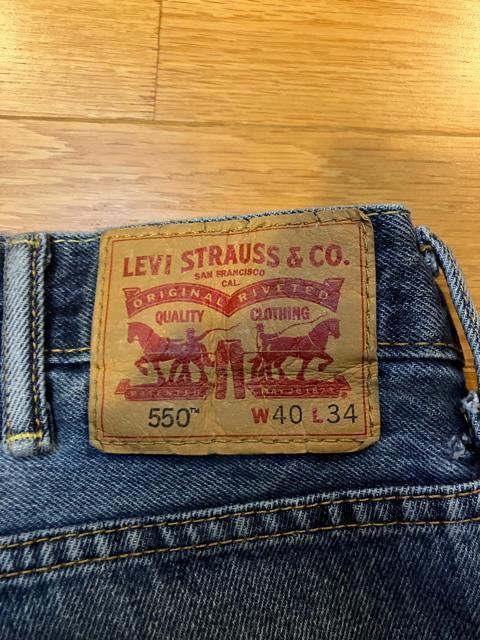 LEVI STRAUSS & CO.
SAN FRANCISCO
CAL.
ORIGINAL RIVETED
QUALITY CLOTHING
550™ W40 L34